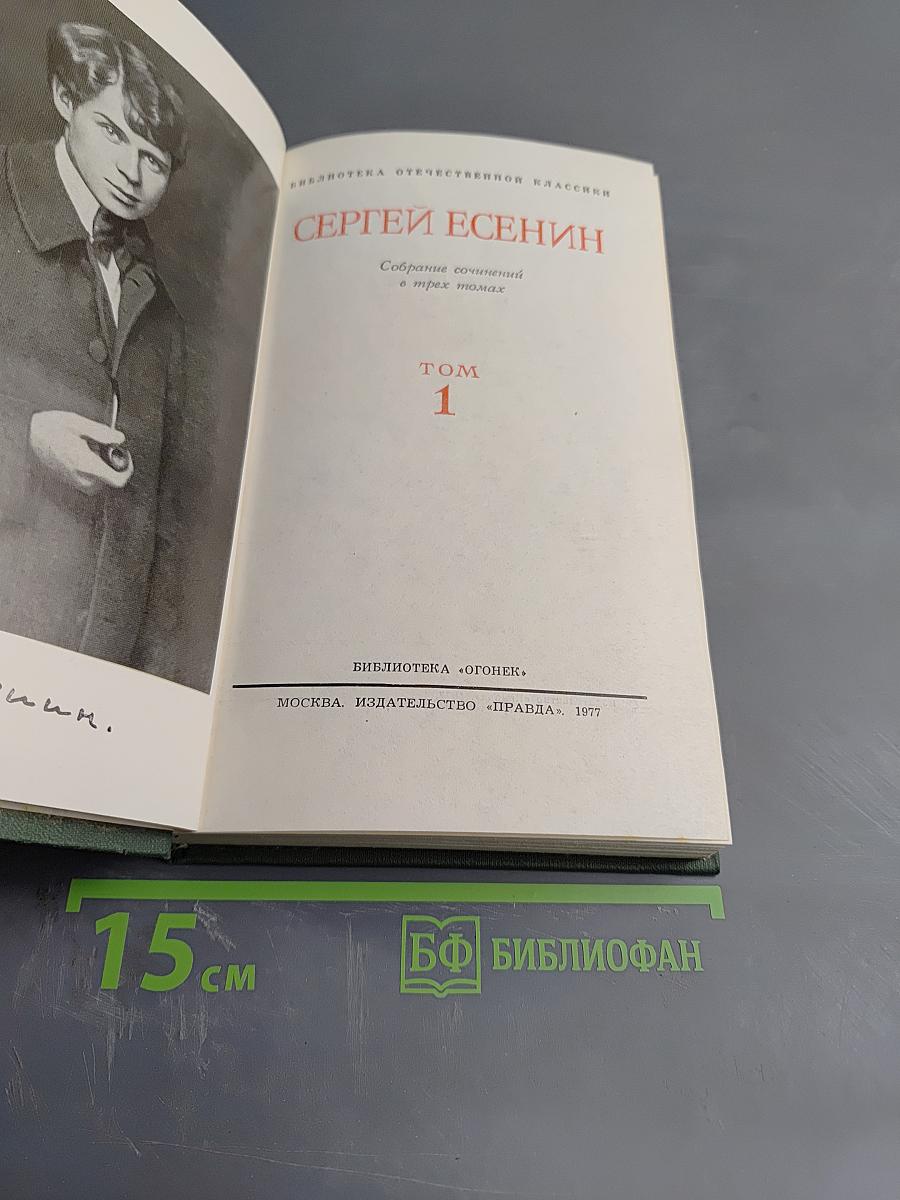 БИБЛИОТЕКА ОТЕЧЕСТВЕННОЙ КЛАССИКИ
СЕРГЕЙ ЕСЕНИН
Собрание сочинений
в трех томах
ТОМ
1
БИБЛИОТЕКА «ОГОНЕК»
МОСКВА. ИЗДАТЕЛЬСТВО «ПРАВДА». 1977
15 см
БФ БИБЛИОФАН